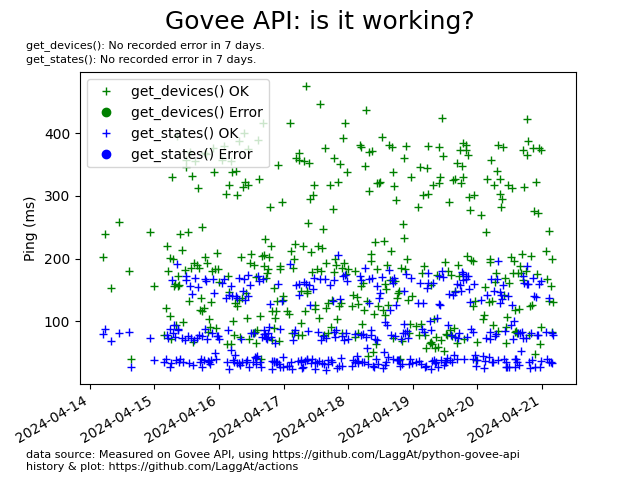 Govee API: is it working?
get_devices(): No recorded error in 7 days.
get_states(): No recorded error in 7 days.
get_devices() OK
get_devices() Error
get_states() OK
get_states() Error
Ping (ms)
400
300
200
100
2024-04-14
2024-04-15
2024-04-16
2024-04-17
2024-04-18
2024-04-19
2024-04-20
2024-04-21
data source: Measured on Govee API, using https://github.com/LaggAt/python-govee-api
history & plot: https://github.com/LaggAt/actions